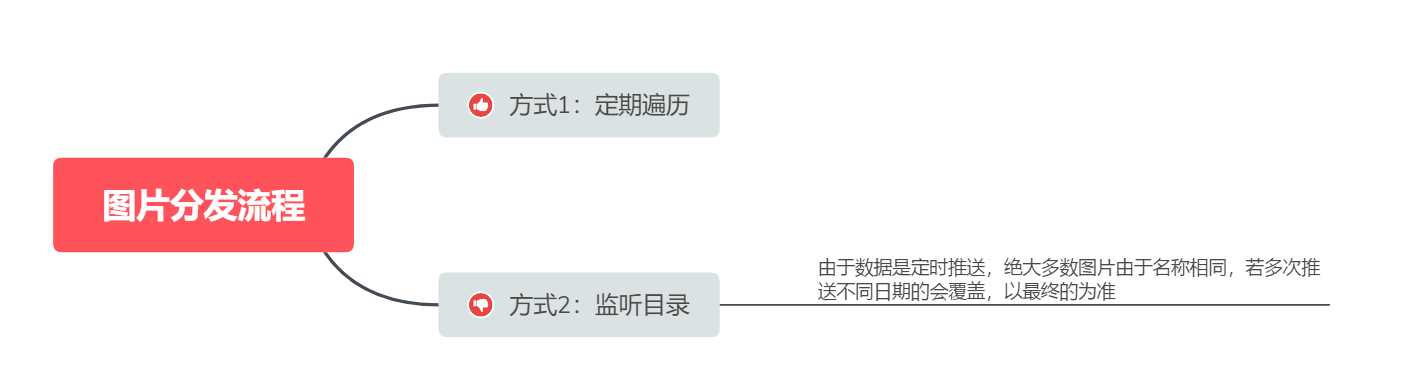 方式1：定期遍历
图片分发流程
方式2：监听目录
由于数据是定时推送，绝大多数图片由于名称相同，若多次推
送不同日期的会覆盖，以最终的为准